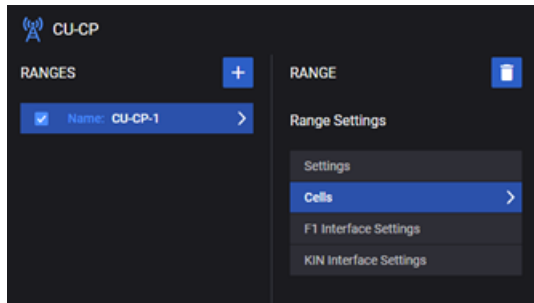 CU-CP
RANGES
+
Name: CU-CP-1
RANGE
Range Settings
Settings
Cells
F1 Interface Settings
KIN Interface Settings